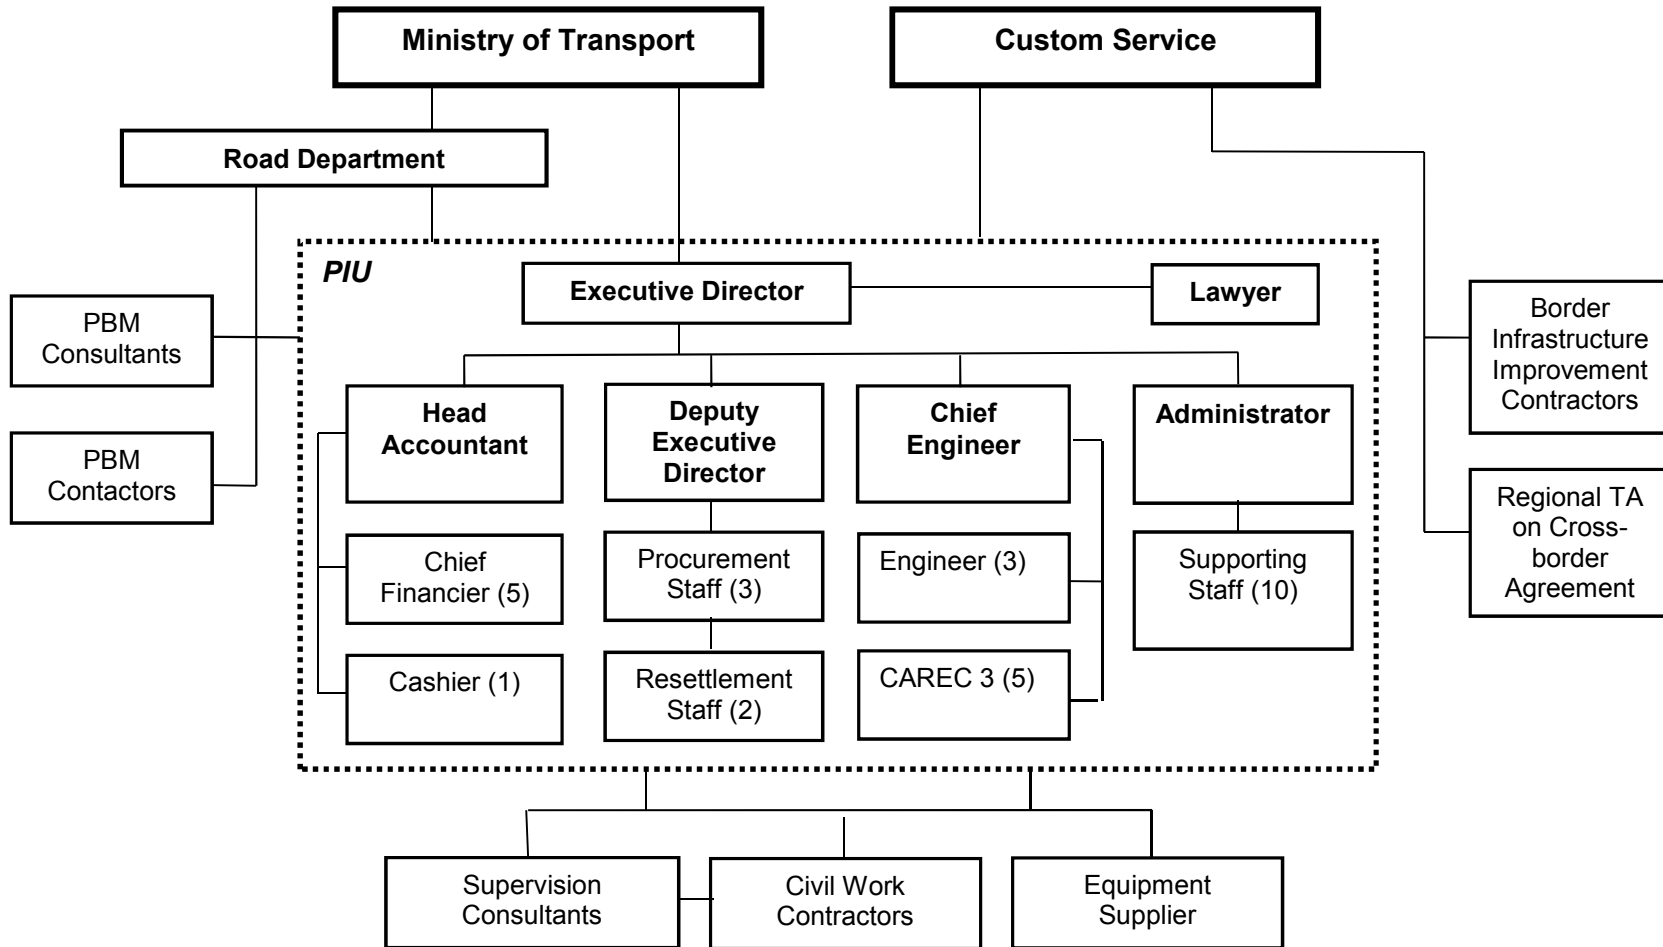 Ministry of Transport
Custom Service
Road Department
PIU
Executive Director
Lawyer
PBM
Consultants
PBM
Contactors
Border
Infrastructure
Improvement
Contractors
Regional TA
on Cross-
border
Agreement
Head
Accountant
Deputy
Executive
Director
Chief
Engineer
Administrator
Chief
Financier (5)
Procurement
Staff (3)
Engineer (3)
Supporting
Staff (10)
Cashier (1)
Resettlement
Staff (2)
CAREC 3 (5)
Supervision
Consultants
Civil Work
Contractors
Equipment
Supplier